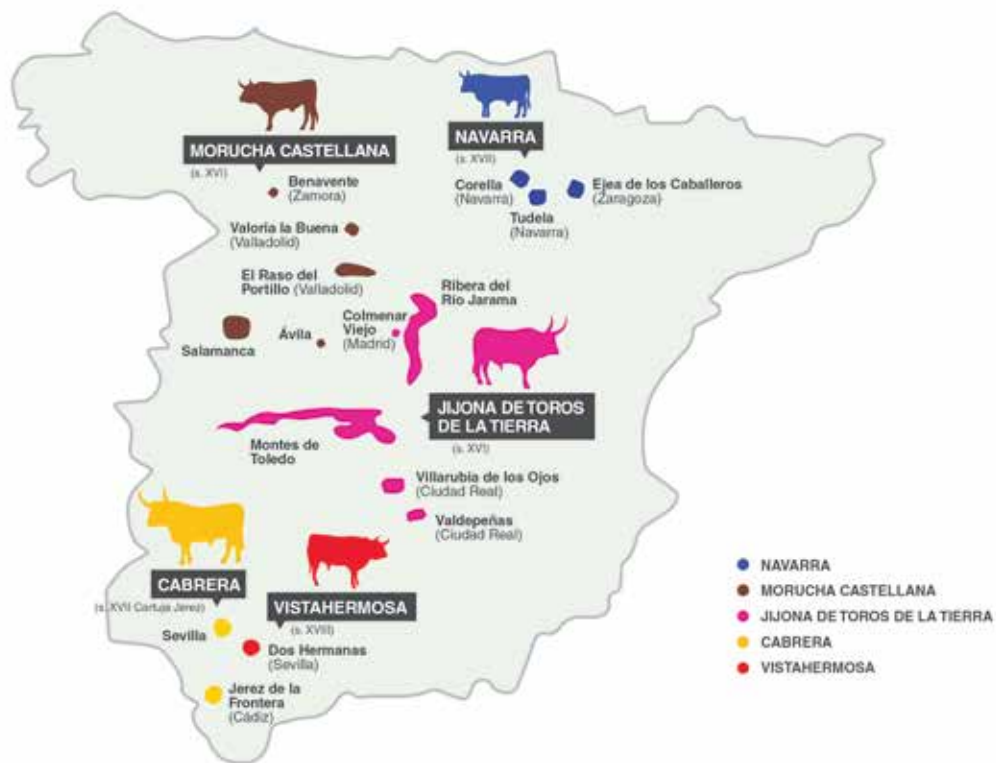 MORUCHA CASTELLANA
(s. XVI)
Benavente
(Zamora)
Valoria la Buena
(Valladolid)
El Raso del
Portillo (Valladolid)
Salamanca
Ávila
NAVARRA
(s. XVII)
Corella
(Navarra)
Tudela
(Navarra)
Ejea de los Caballeros
(Zaragoza)
Ribera del
Río Jarama
Colmenar
Viejo
(Madrid)
JIJONA DE TOROS
DE LA TIERRA
(s. XVI)
Montes de
Toledo
Villarubia de los Ojos
(Ciudad Real)
Valdepeñas
(Ciudad Real)
CABRERA
(s. XVII Cartuja Jerez)
Sevilla
Jerez de la
Frontera
(Cádiz)
VISTAHERMOSA
(s. XVIII)
Dos Hermanas
(Sevilla)
NAVARRA
MORUCHA CASTELLANA
JIJONA DE TOROS DE LA TIERRA
CABRERA
VISTAHERMOSA